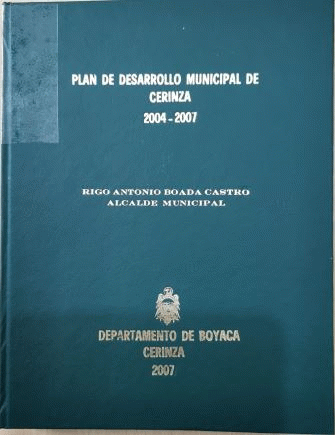 PLAN DE DESARROLLO MUNICIPAL DE
CERINZA
2004-2007
RIGO ANTONIO BOADA CASTRO
ALCALDE MUNICIPAL
DEPARTAMENTO DE BOYACA
CERINZA
2007